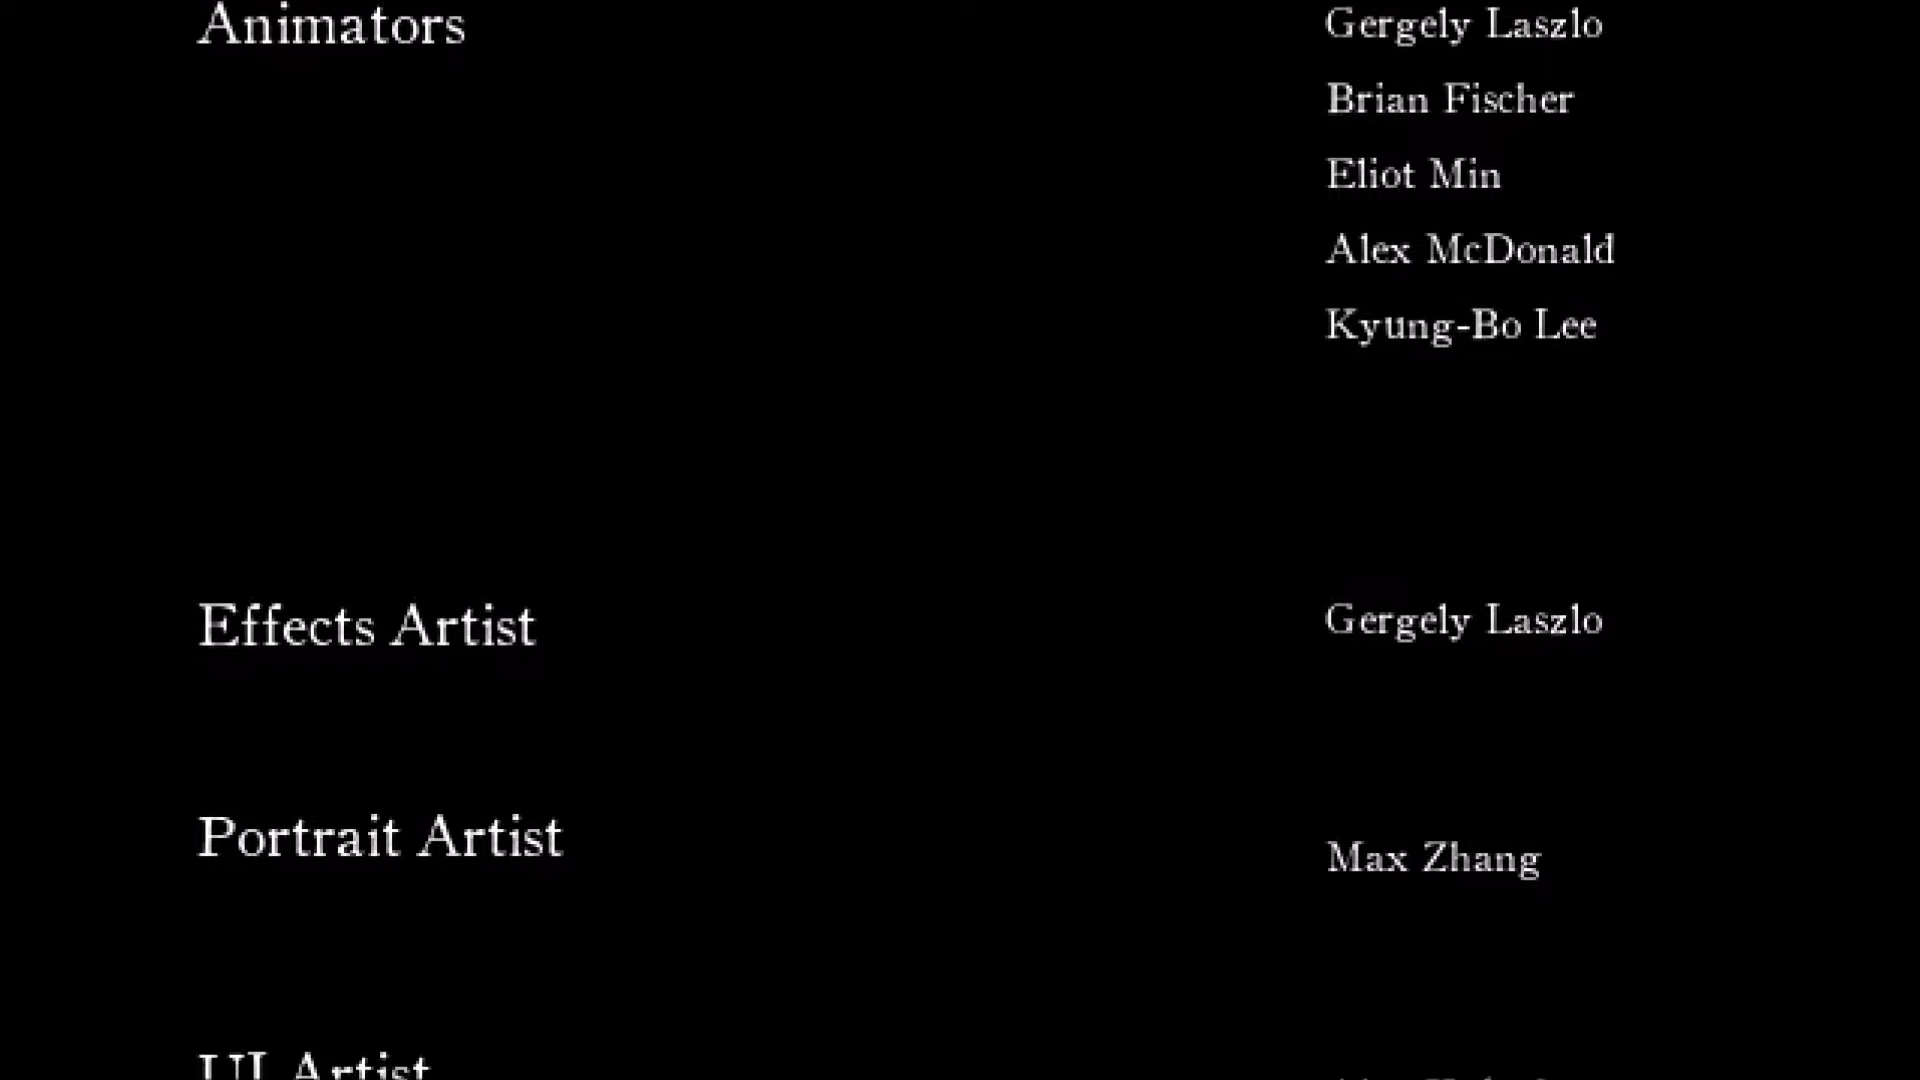 Animators Gergely Laszlo
Brian Fischer
Eliot Min
Alex McDonald
Kyung-Bo Lee
Effects Artist Gergely Laszlo
Portrait Artist Max Zhang
UI Artist